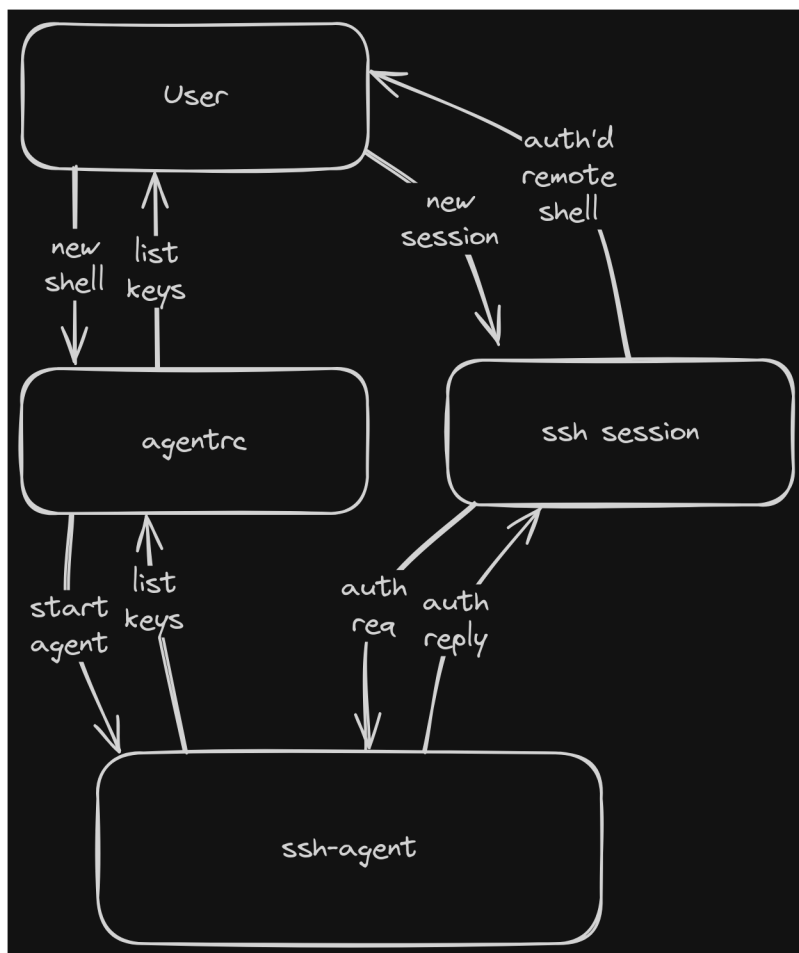 User
auth'd
remote
shell
new
session
new
shell
list
keys
agentrc
ssh session
start
agent
list
keys
auth
req
auth
reply
ssh-agent